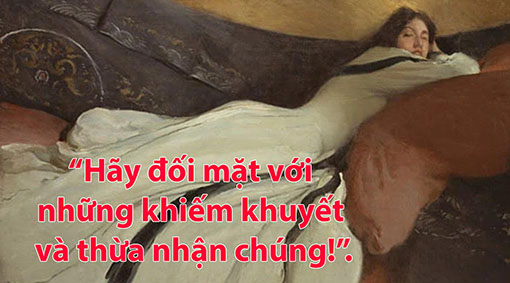 “Hãy đối mặt với
những khiếm khuyết
và thừa nhận chúng!”.